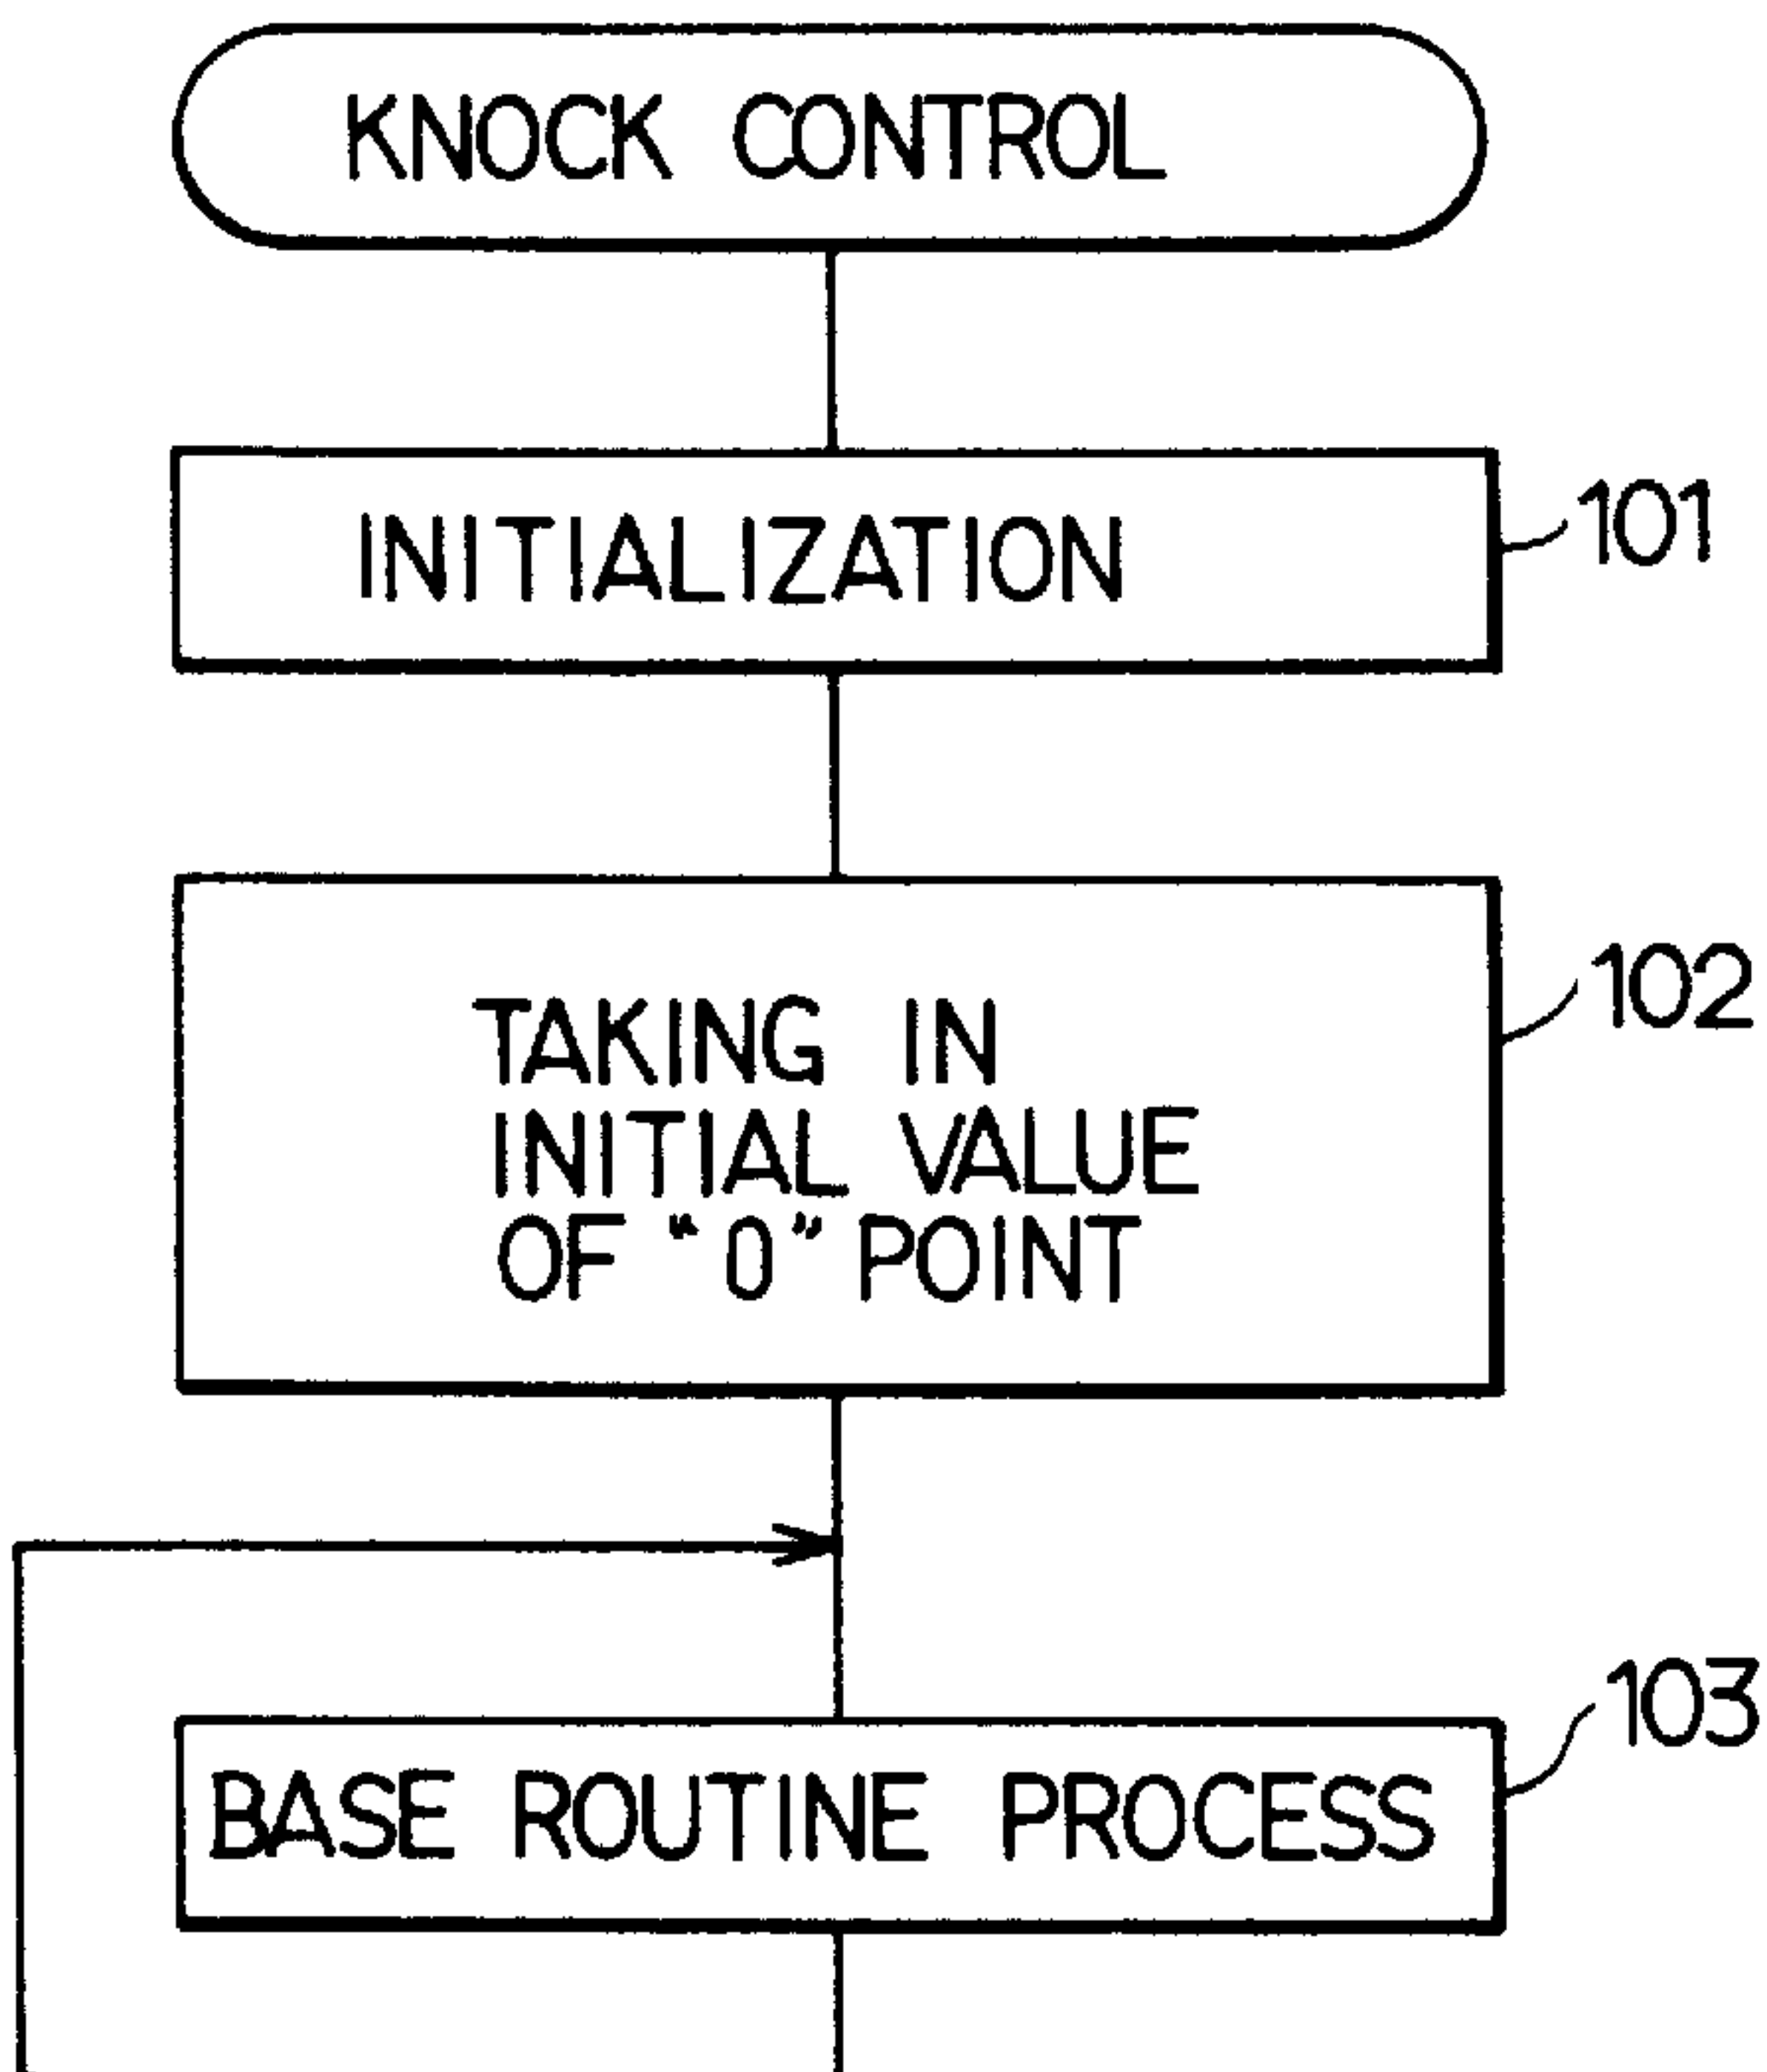 KNOCK CONTROL
INITIALIZATION
101
TAKING IN
INITIAL VALUE
OF "0" POINT
102
BASE ROUTINE PROCESS
103